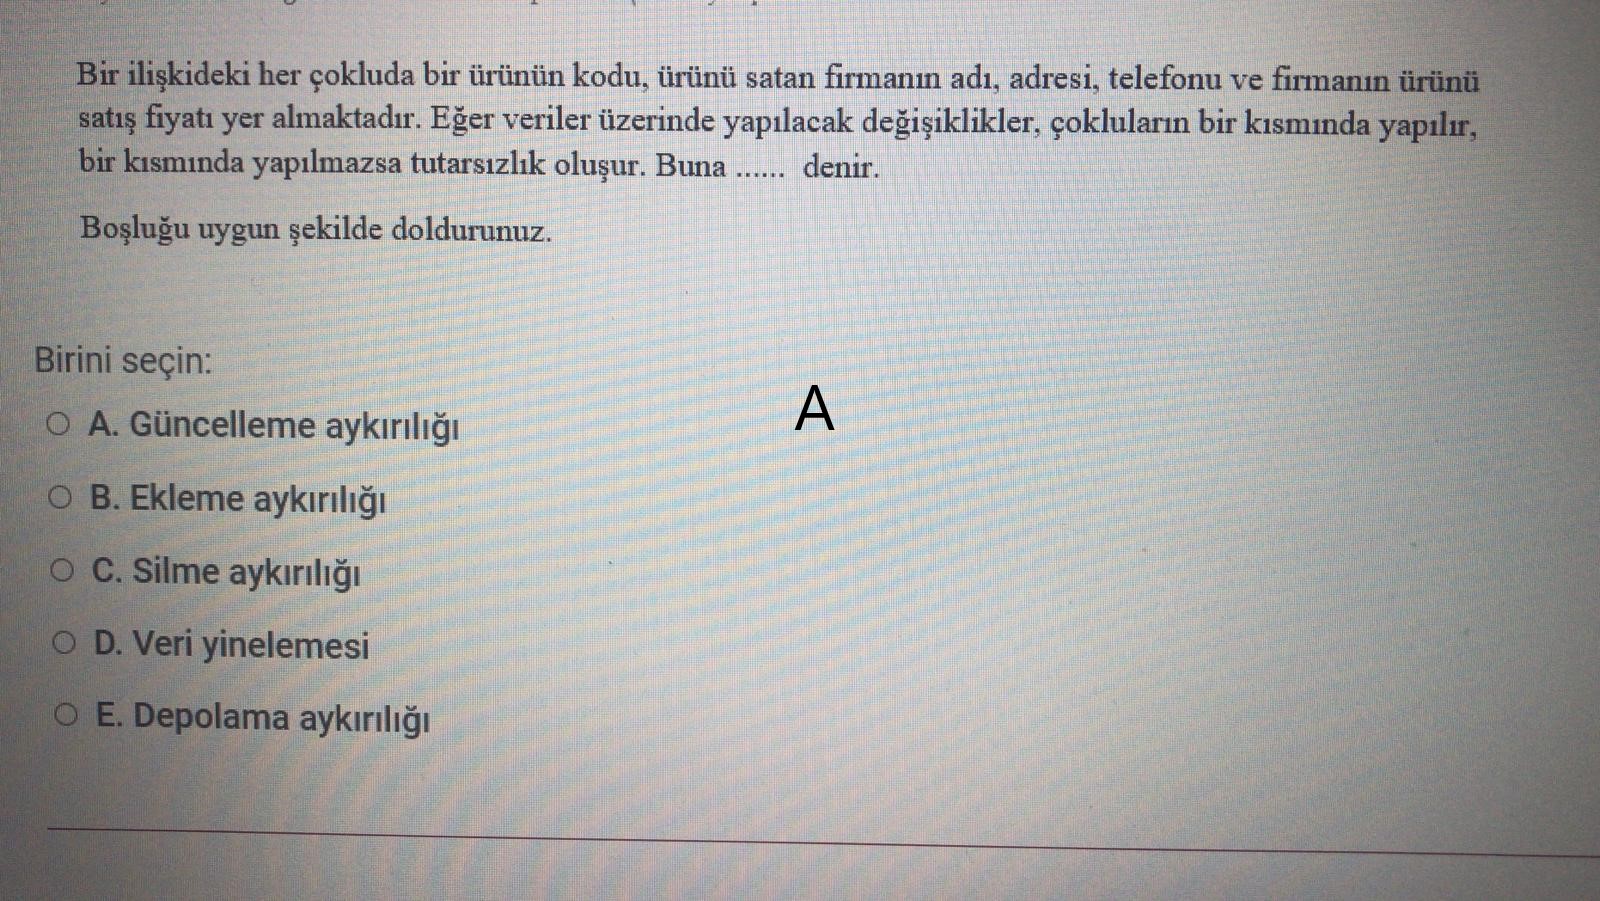 Bir ilişkideki her çokluda bir ürünün kodu, ürünü satan firmanın adı, adresi, telefonu ve firmanın ürünü
satış fiyatı yer almaktadır. Eğer veriler üzerinde yapılacak değişiklikler, çokluların bir kısmında yapılır,
bir kısmında yapılmazsa tutarsızlık oluşur. Buna ...... denir.
Boşluğu uygun şekilde doldurunuz.
Birini seçin:
A. Güncelleme aykırılığı
A
B. Ekleme aykırılığı
C. Silme aykırılığı
D. Veri yinelemesi
E. Depolama aykırılığı